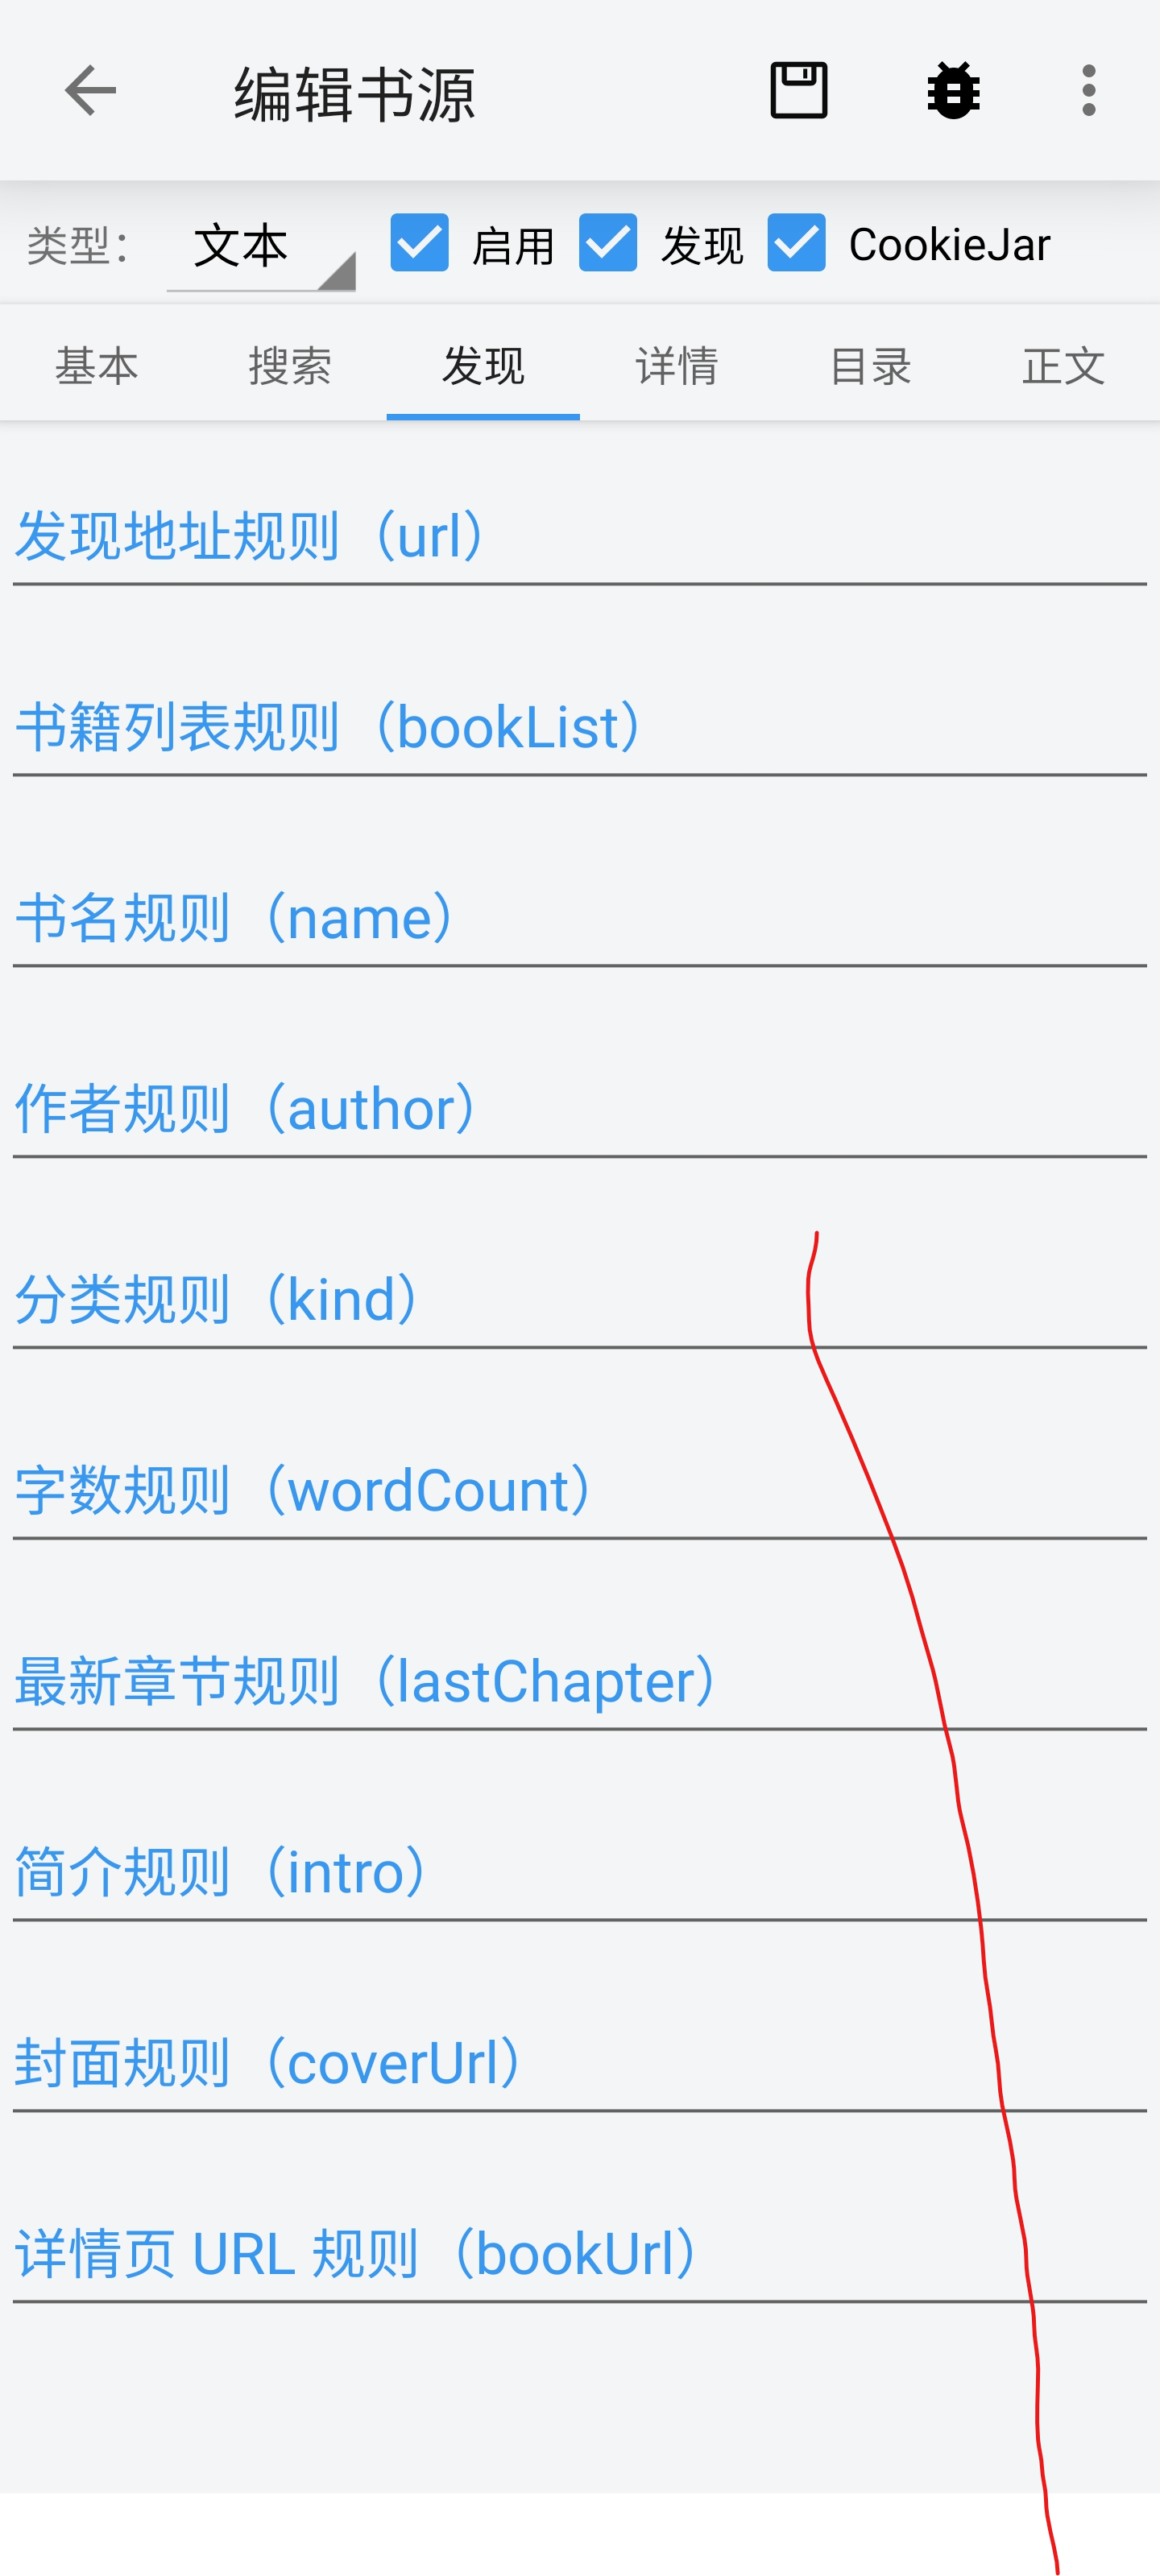 编辑书源
类型： 文本 启用 发现 CookieJar
基本 搜索 发现 详情 目录 正文
发现地址规则（url）
书籍列表规则（bookList）
书名规则（name）
作者规则（author）
分类规则（kind）
字数规则（wordCount）
最新章节规则（lastChapter）
简介规则（intro）
封面规则（coverUrl）
详情页 URL 规则（bookUrl）